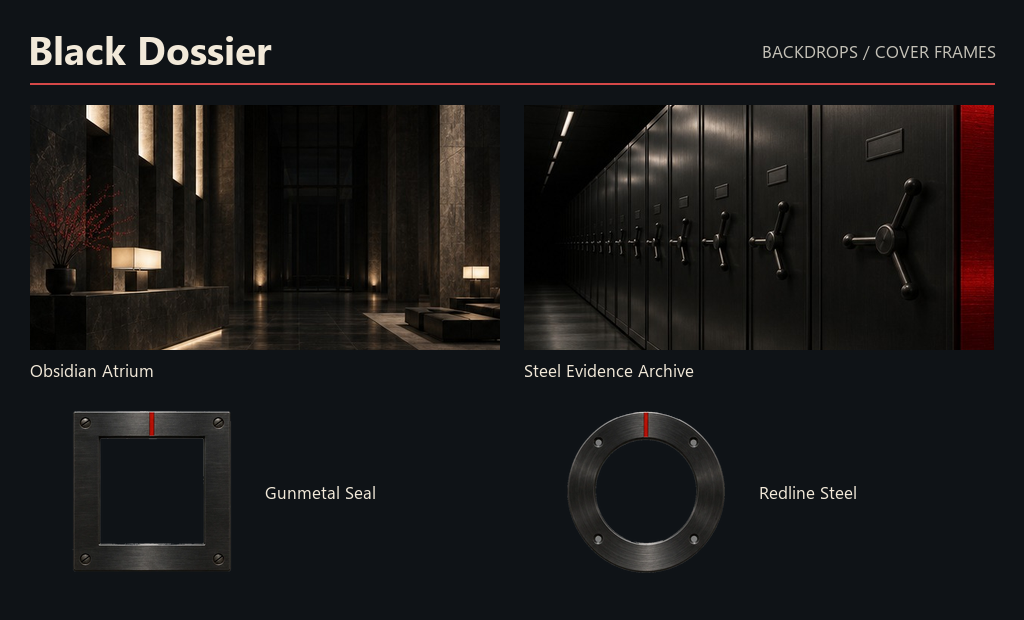 Black Dossier
BACKDROPS / COVER FRAMES
Obsidian Atrium
Steel Evidence Archive
Gunmetal Seal
Redline Steel